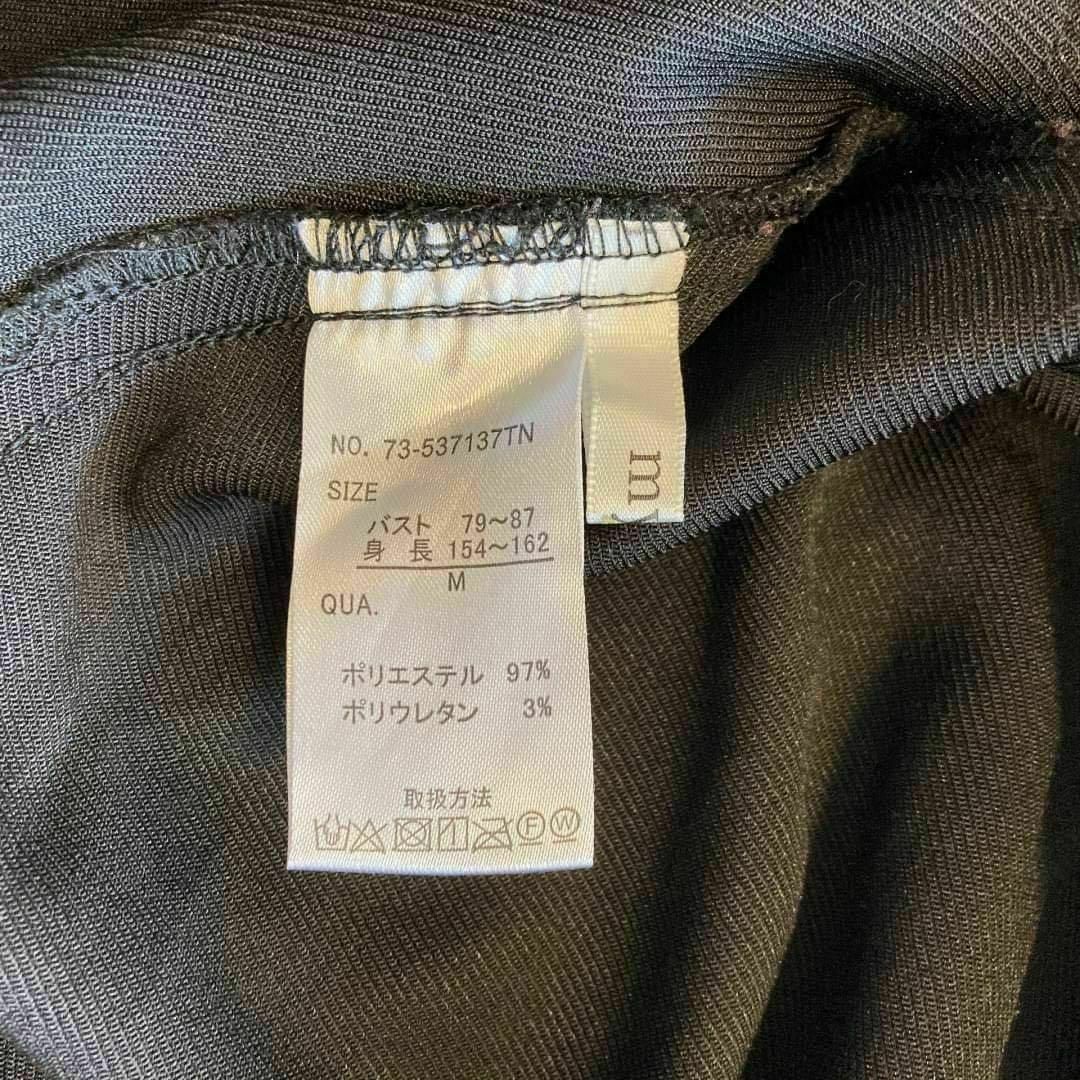 NO. 73-537137TN
SIZE
バスト 79〜87
身長 154〜162
M
QUA.
ポリエステル 97%
ポリウレタン 3%
取扱方法
F W
m